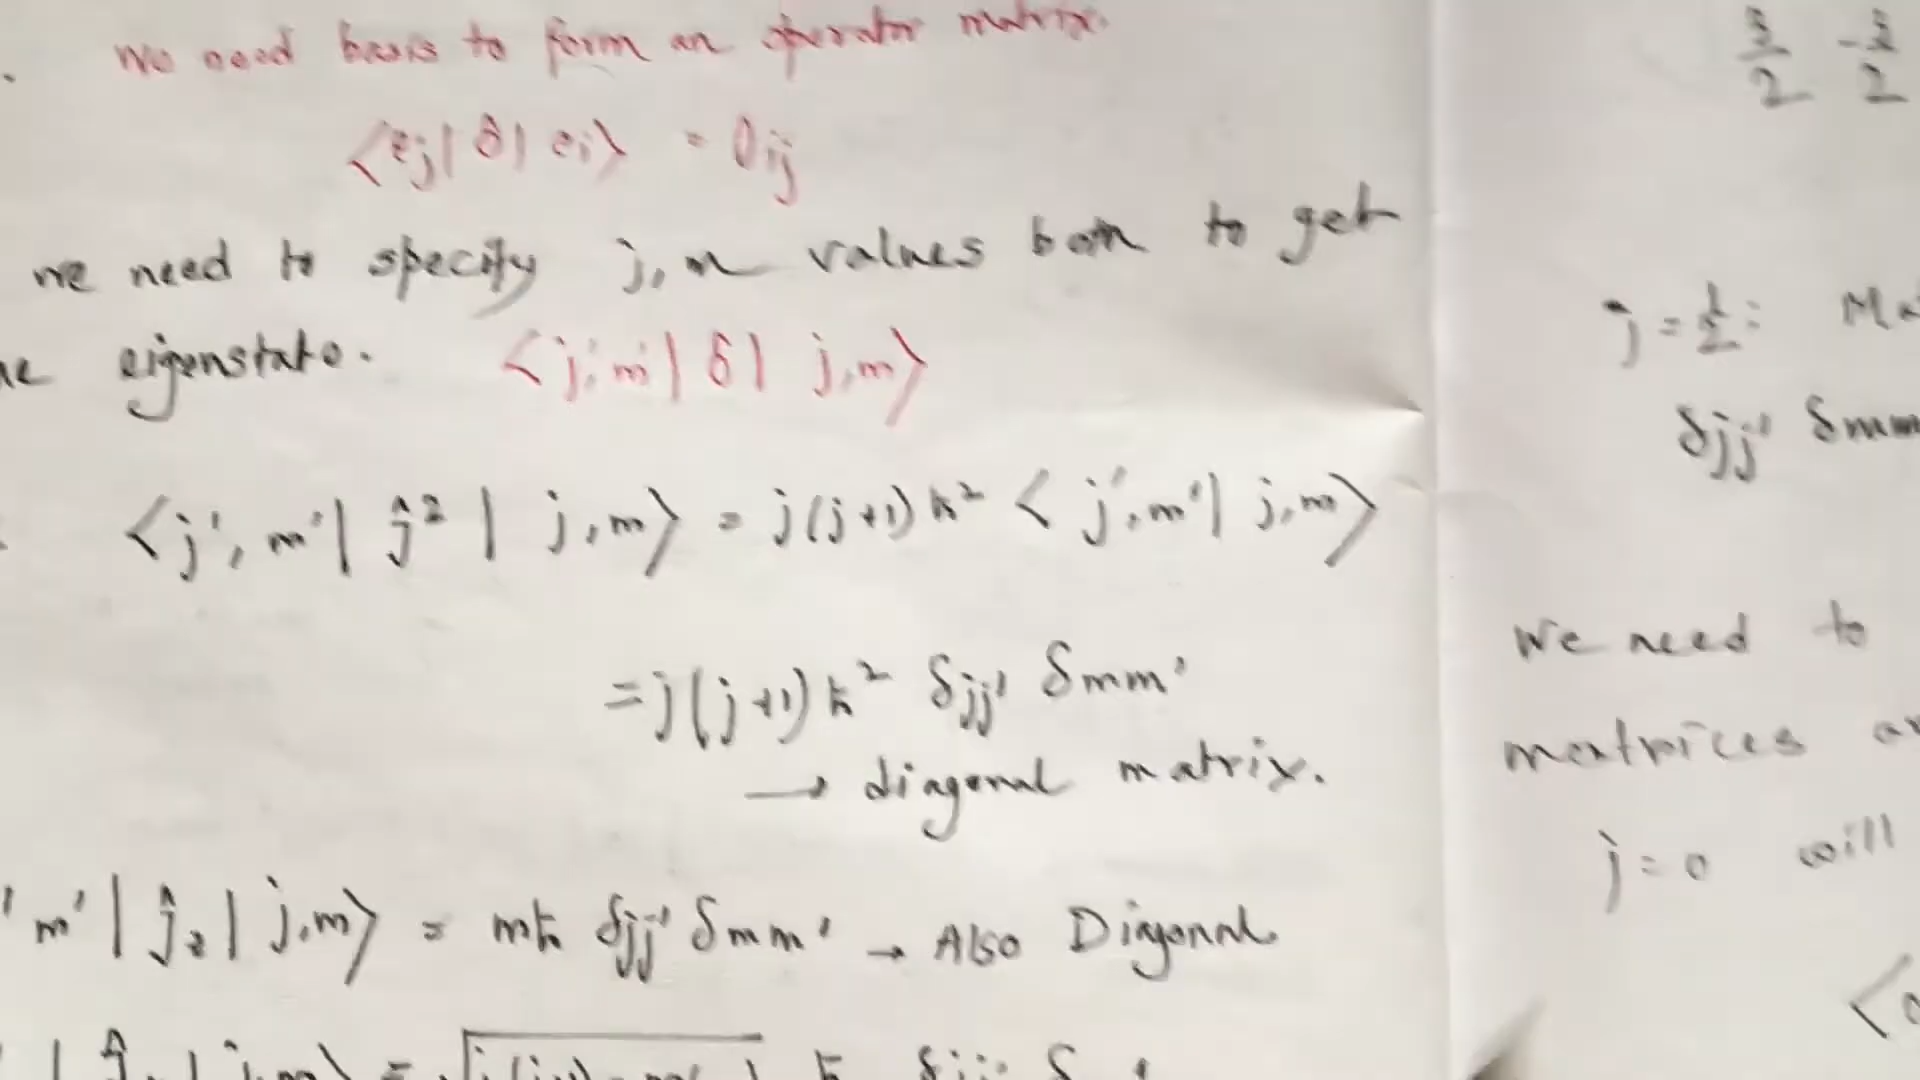 We need basis to form an operator matrix.
<ej| ô | ei> = Oij
we need to specify j, m values both to get
eigenstate. <j', m'| ô | j, m>
<j', m'| ĵ² | j, m> = j(j+1)ħ² <j', m'| j, m>
= j(j+1)ħ² δjj' δmm'
→ diagonal matrix.
' m'| ĵz | j, m> = mħ δjj' δmm' → Also Diagonal
3/2 -3/2
j = 1/2 :
δjj' δmm
We need to
matrices
j = 0 will